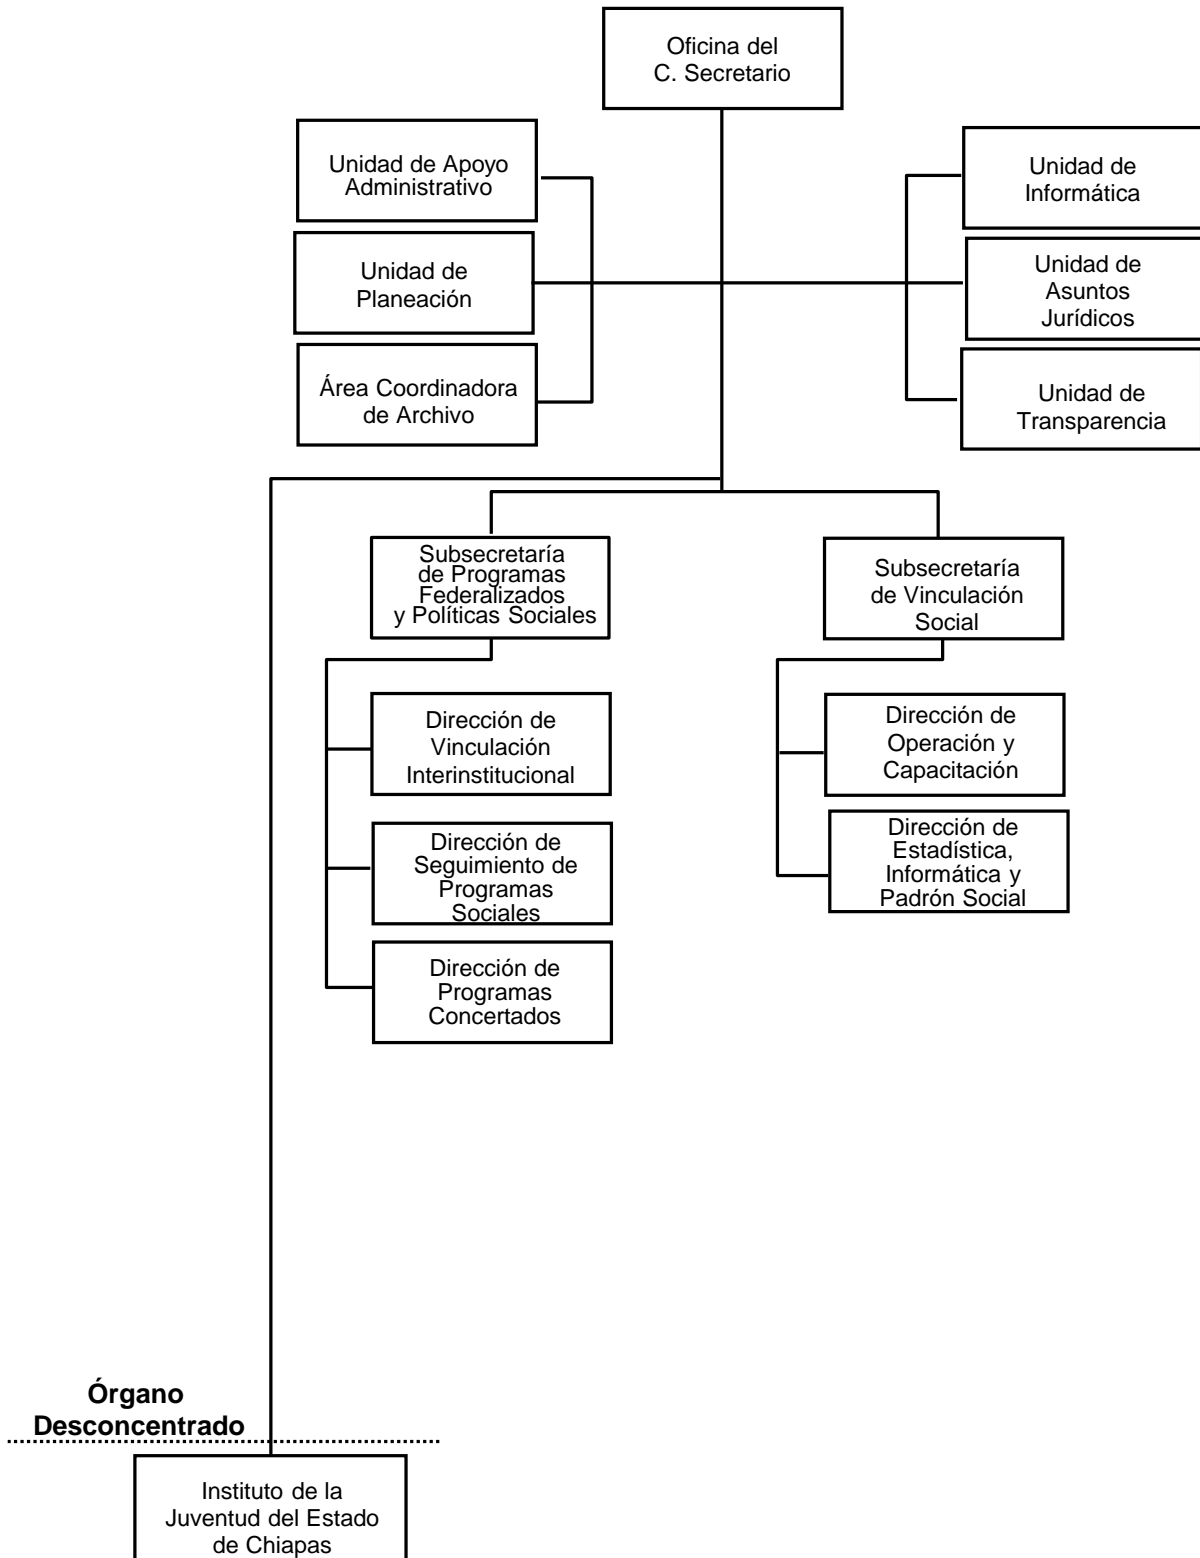 Oficina del
C. Secretario
Unidad de Apoyo
Administrativo
Unidad de
Planeación
Área Coordinadora
de Archivo
Unidad de
Informática
Unidad de
Asuntos
Jurídicos
Unidad de
Transparencia
Subsecretaría
de Programas
Federalizados
y Políticas Sociales
Subsecretaría
de Vinculación
Social
Dirección de
Vinculación
Interinstitucional
Dirección de
Seguimiento de
Programas
Sociales
Dirección de
Programas
Concertados
Dirección de
Operación y
Capacitación
Dirección de
Estadística,
Informática y
Padrón Social
Órgano
Desconcentrado
Instituto de la
Juventud del Estado
de Chiapas